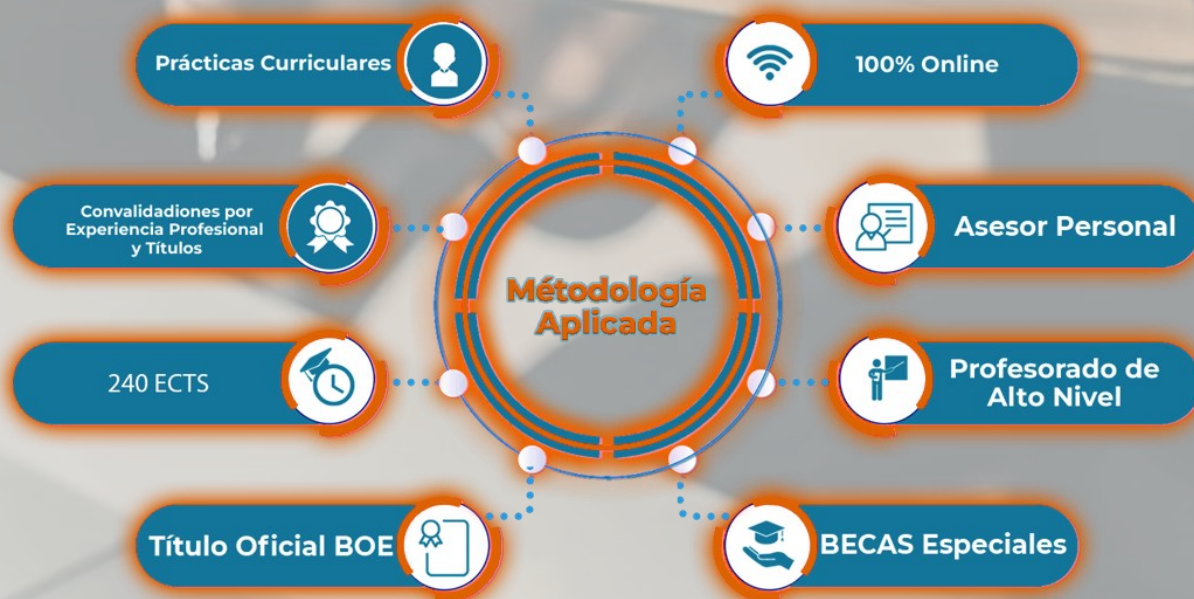 Prácticas Curriculares
100% Online
Convalidadiones por
Experiencia Profesional
y Títulos
Asesor Personal
Métodología
Aplicada
240 ECTS
Profesorado de
Alto Nivel
Título Oficial BOE
BECAS Especiales